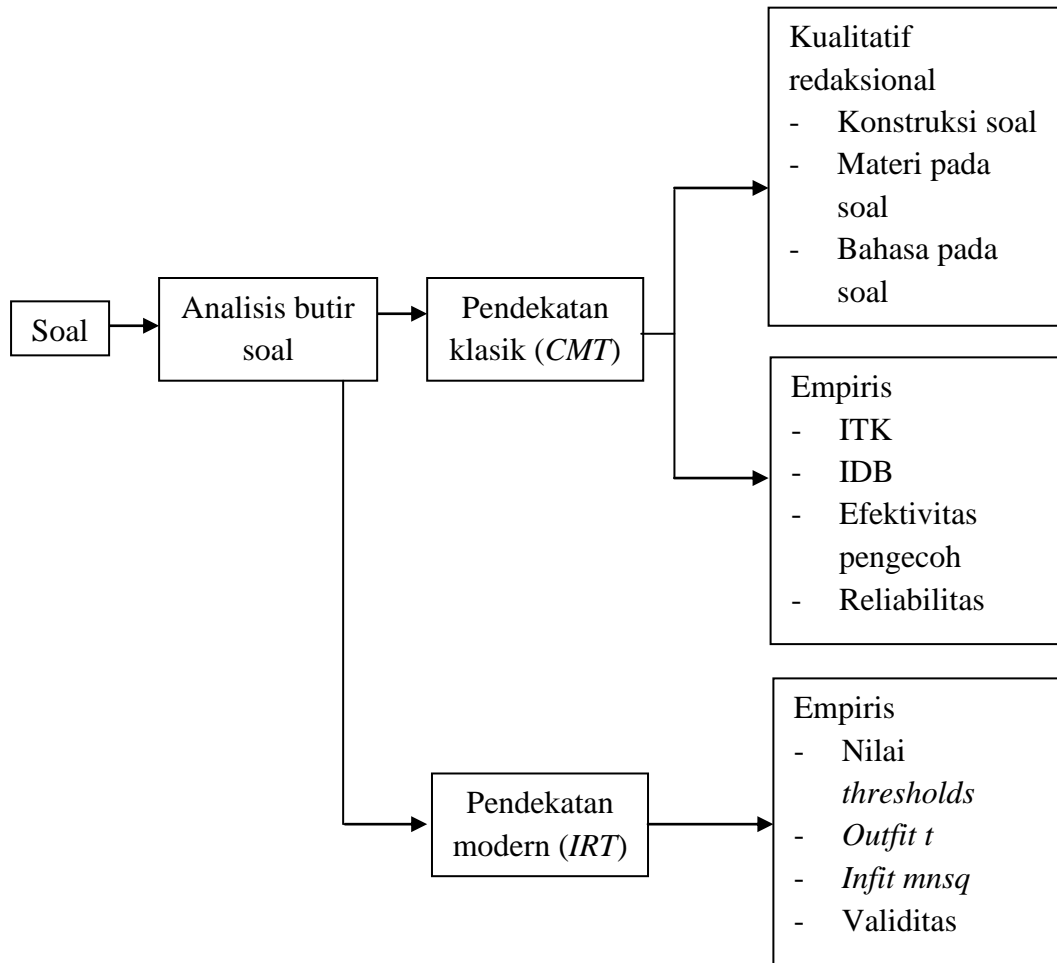 Soal
Analisis butir
soal
Pendekatan
klasik (CMT)
Kualitatif
redaksional
- Konstruksi soal
- Materi pada
soal
- Bahasa pada
soal
Empiris
- ITK
- IDB
- Efektivitas
pengecoh
- Reliabilitas
Pendekatan
modern (IRT)
Empiris
- Nilai
thresholds
- Outfit t
- Infit mnsq
- Validitas